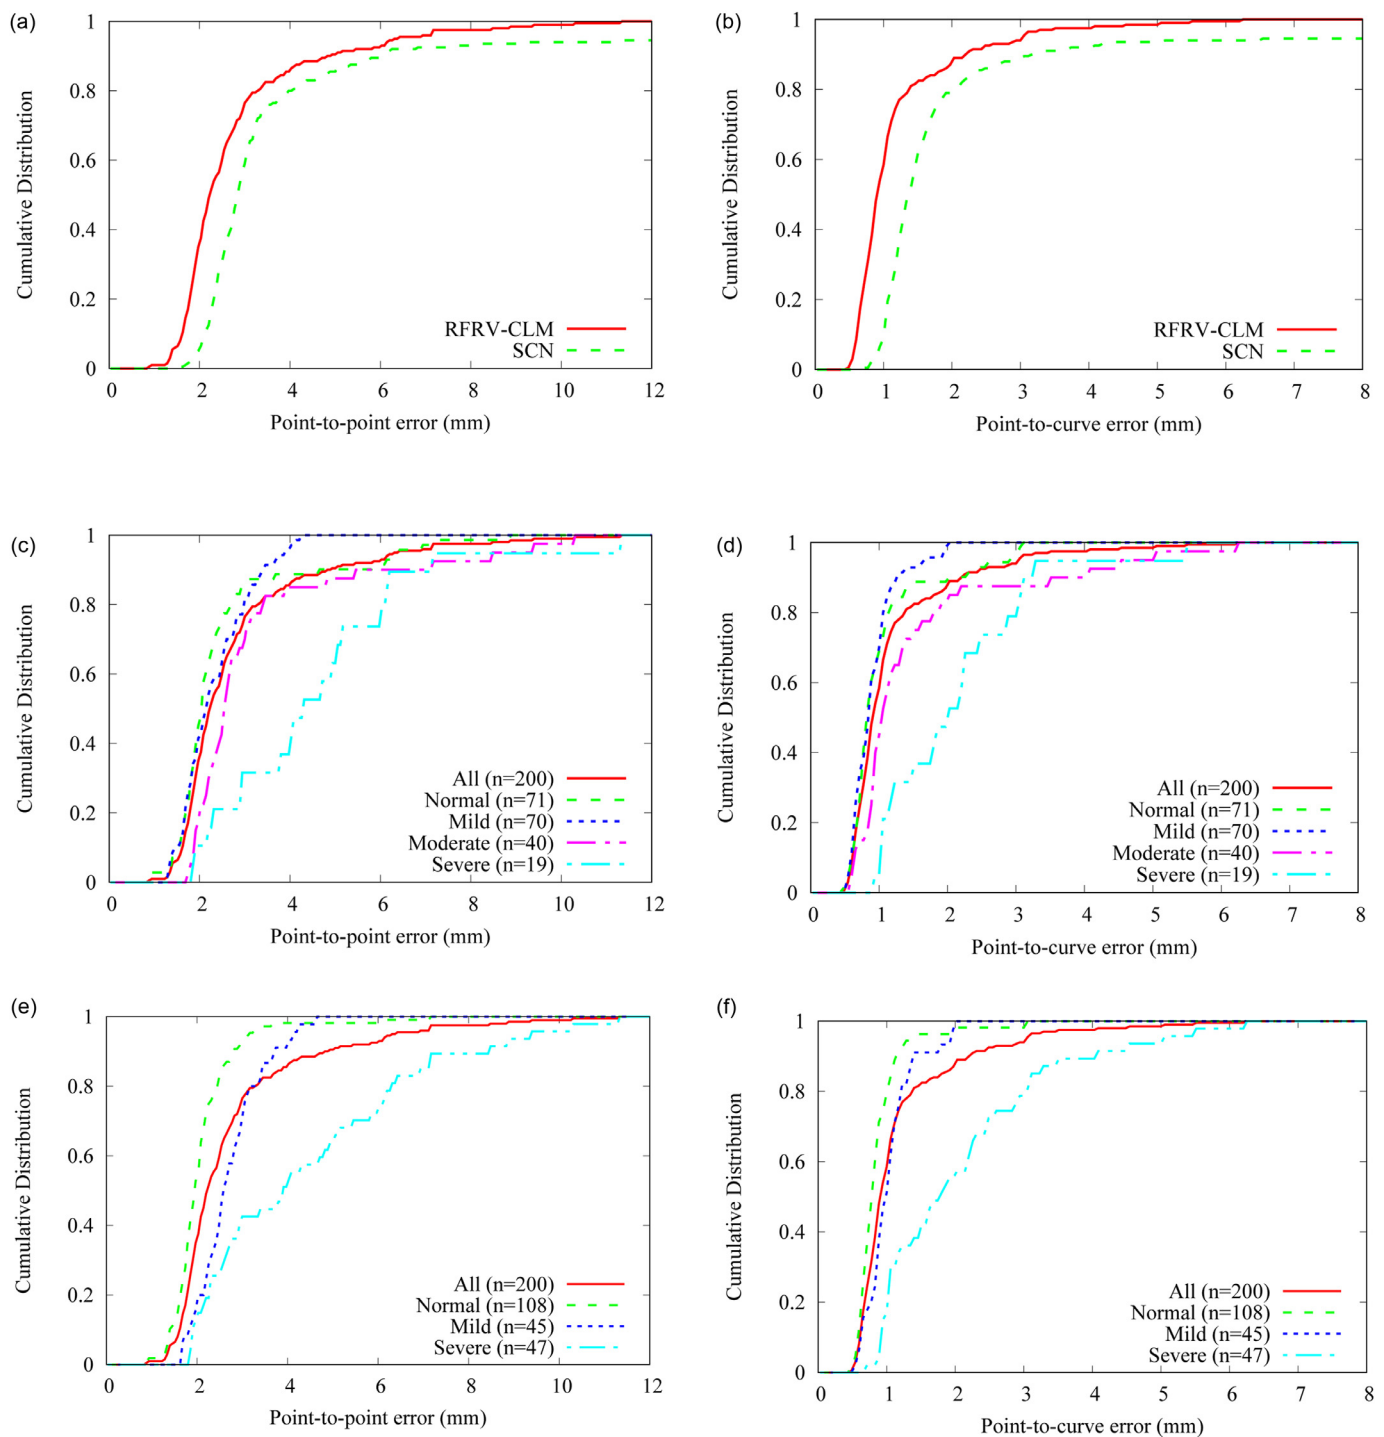 (a)
1
0.8
0.6
0.4
0.2
0
Cumulative Distribution
RFRV-CLM
SCN
0 2 4 6 8 10 12
Point-to-point error (mm)
(b)
1
0.8
0.6
0.4
0.2
0
Cumulative Distribution
RFRV-CLM
SCN
0 1 2 3 4 5 6 7 8
Point-to-curve error (mm)
(c)
1
0.8
0.6
0.4
0.2
0
Cumulative Distribution
All (n=200)
Normal (n=71)
Mild (n=70)
Moderate (n=40)
Severe (n=19)
0 2 4 6 8 10 12
Point-to-point error (mm)
(d)
1
0.8
0.6
0.4
0.2
0
Cumulative Distribution
All (n=200)
Normal (n=71)
Mild (n=70)
Moderate (n=40)
Severe (n=19)
0 1 2 3 4 5 6 7 8
Point-to-curve error (mm)
(e)
1
0.8
0.6
0.4
0.2
0
Cumulative Distribution
All (n=200)
Normal (n=108)
Mild (n=45)
Severe (n=47)
0 2 4 6 8 10 12
Point-to-point error (mm)
(f)
1
0.8
0.6
0.4
0.2
0
Cumulative Distribution
All (n=200)
Normal (n=108)
Mild (n=45)
Severe (n=47)
0 1 2 3 4 5 6 7 8
Point-to-curve error (mm)